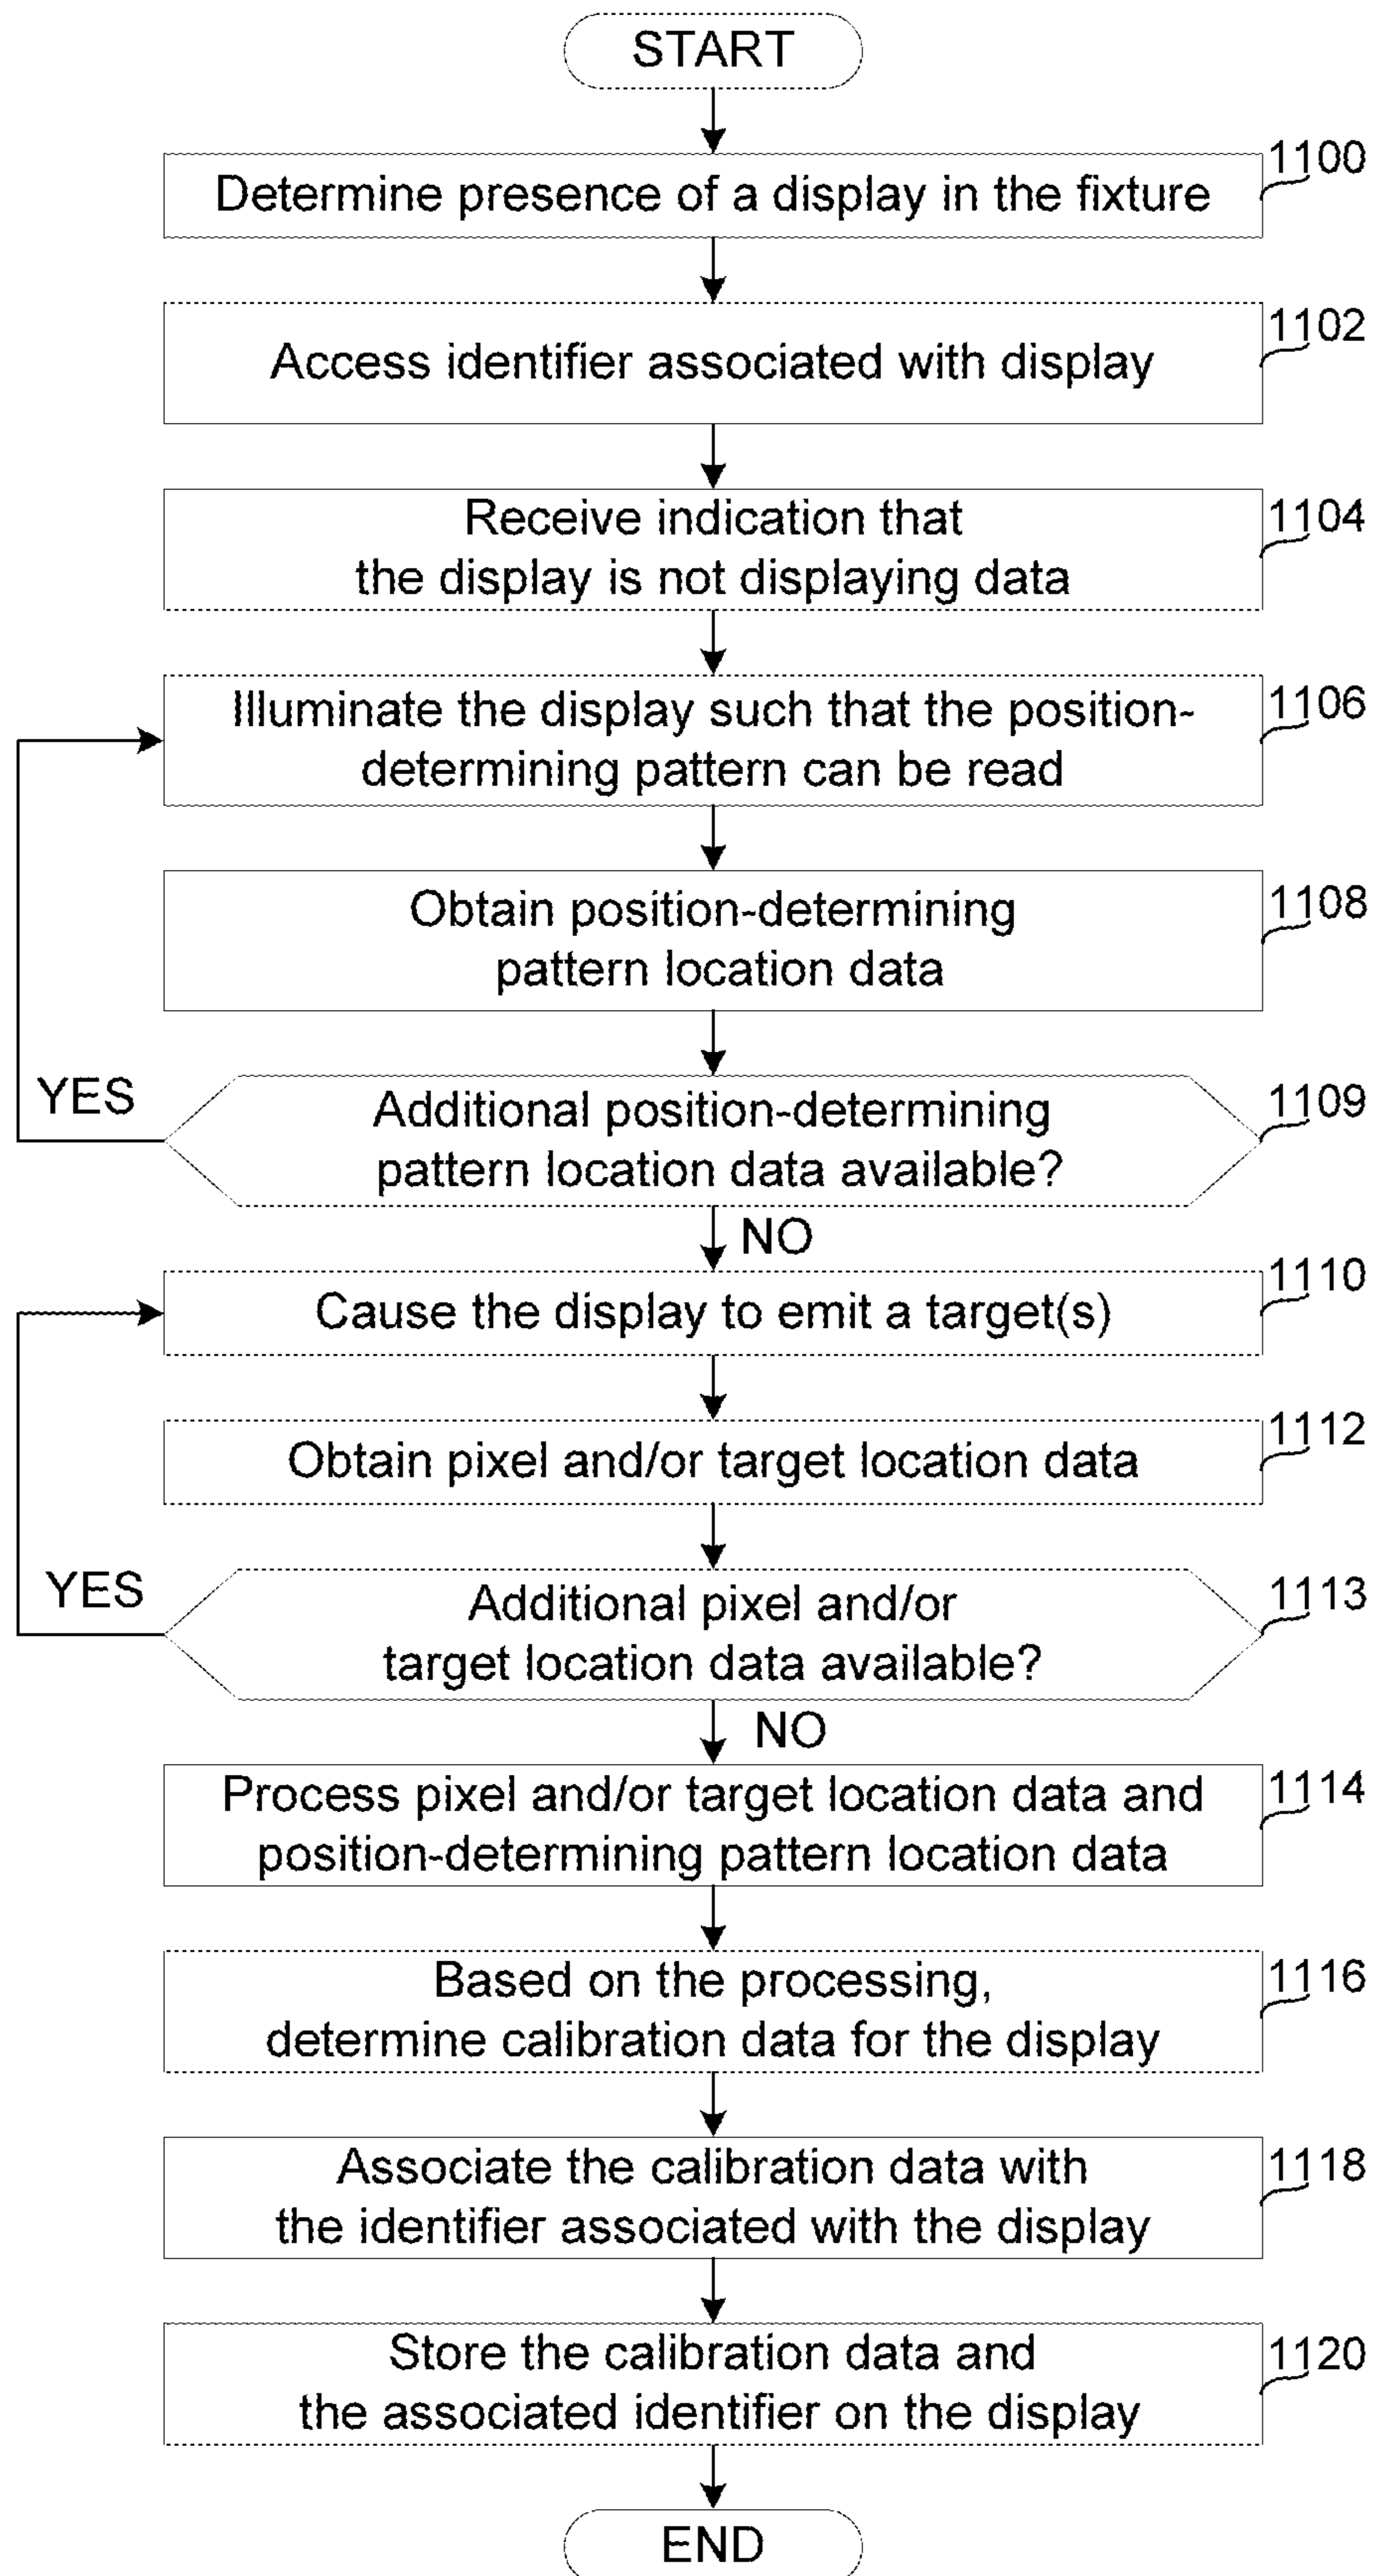 START
Determine presence of a display in the fixture
1100
Access identifier associated with display
1102
Receive indication that
the display is not displaying data
1104
Illuminate the display such that the position-
determining pattern can be read
1106
Obtain position-determining
pattern location data
1108
YES
Additional position-determining
pattern location data available?
1109
NO
Cause the display to emit a target(s)
1110
Obtain pixel and/or target location data
1112
YES
Additional pixel and/or
target location data available?
1113
NO
Process pixel and/or target location data and
position-determining pattern location data
1114
Based on the processing,
determine calibration data for the display
1116
Associate the calibration data with
the identifier associated with the display
1118
Store the calibration data and
the associated identifier on the display
1120
END